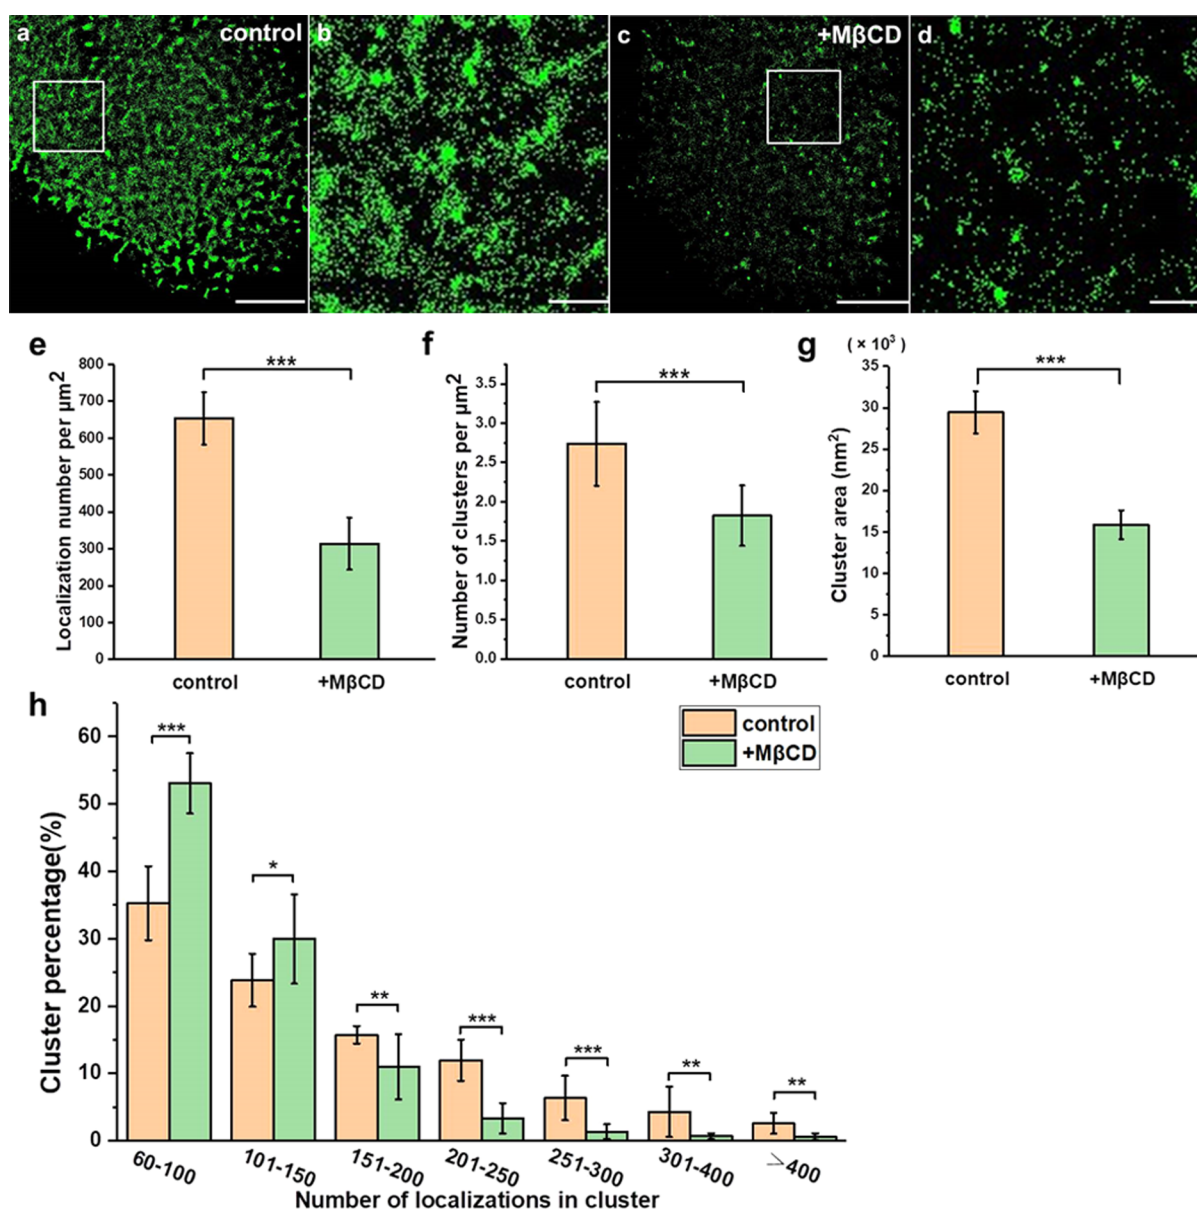 a control b c +MβCD d
e f g
( × 10³ )
Localization number per µm²
800
700
600
500
400
300
200
100
0
***
control +MβCD
Number of clusters per µm²
3.5
3.0
2.5
2.0
1.5
1.0
0.5
0.0
***
control +MβCD
Cluster area (nm²)
35
30
25
20
15
10
5
0
***
control +MβCD
h
control
+MβCD
Cluster percentage(%)
60
50
40
30
20
10
0
*** * ** *** *** ** **
60-100 101-150 151-200 201-250 251-300 301-400 >400
Number of localizations in cluster